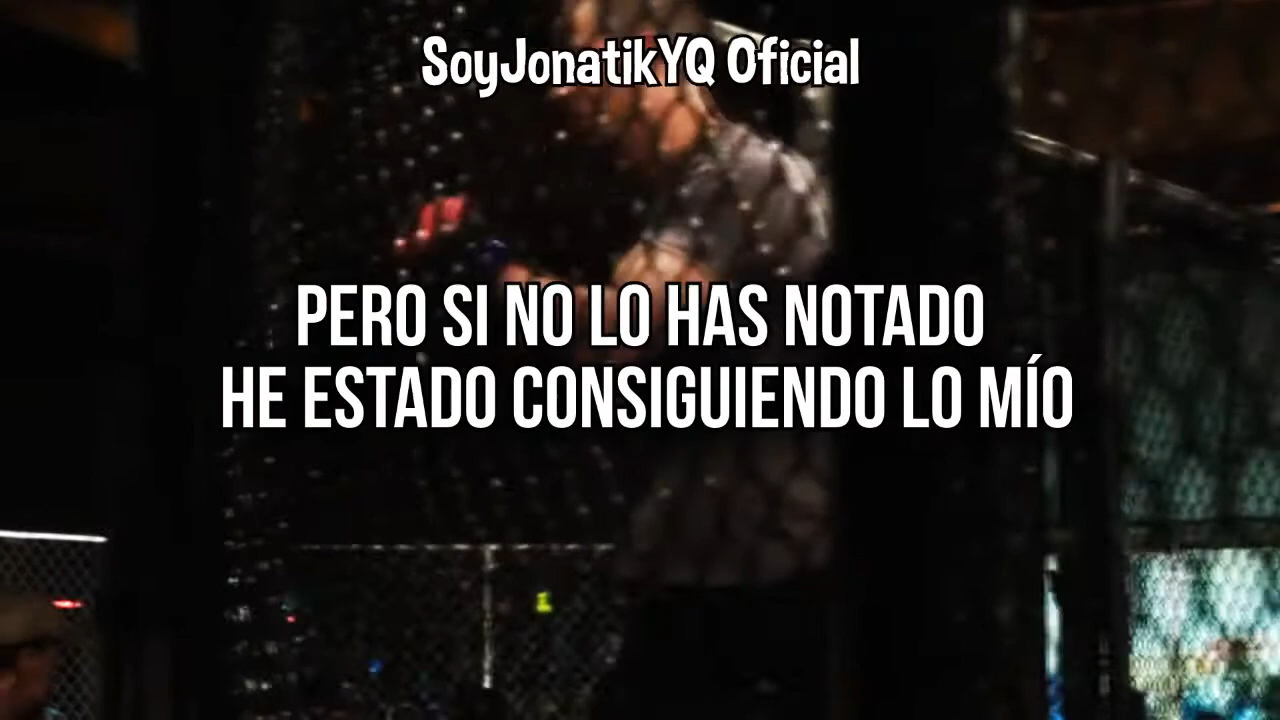 SoyJonatikYQ Oficial
PERO SI NO LO HAS NOTADO
HE ESTADO CONSIGUIENDO LO MÍO